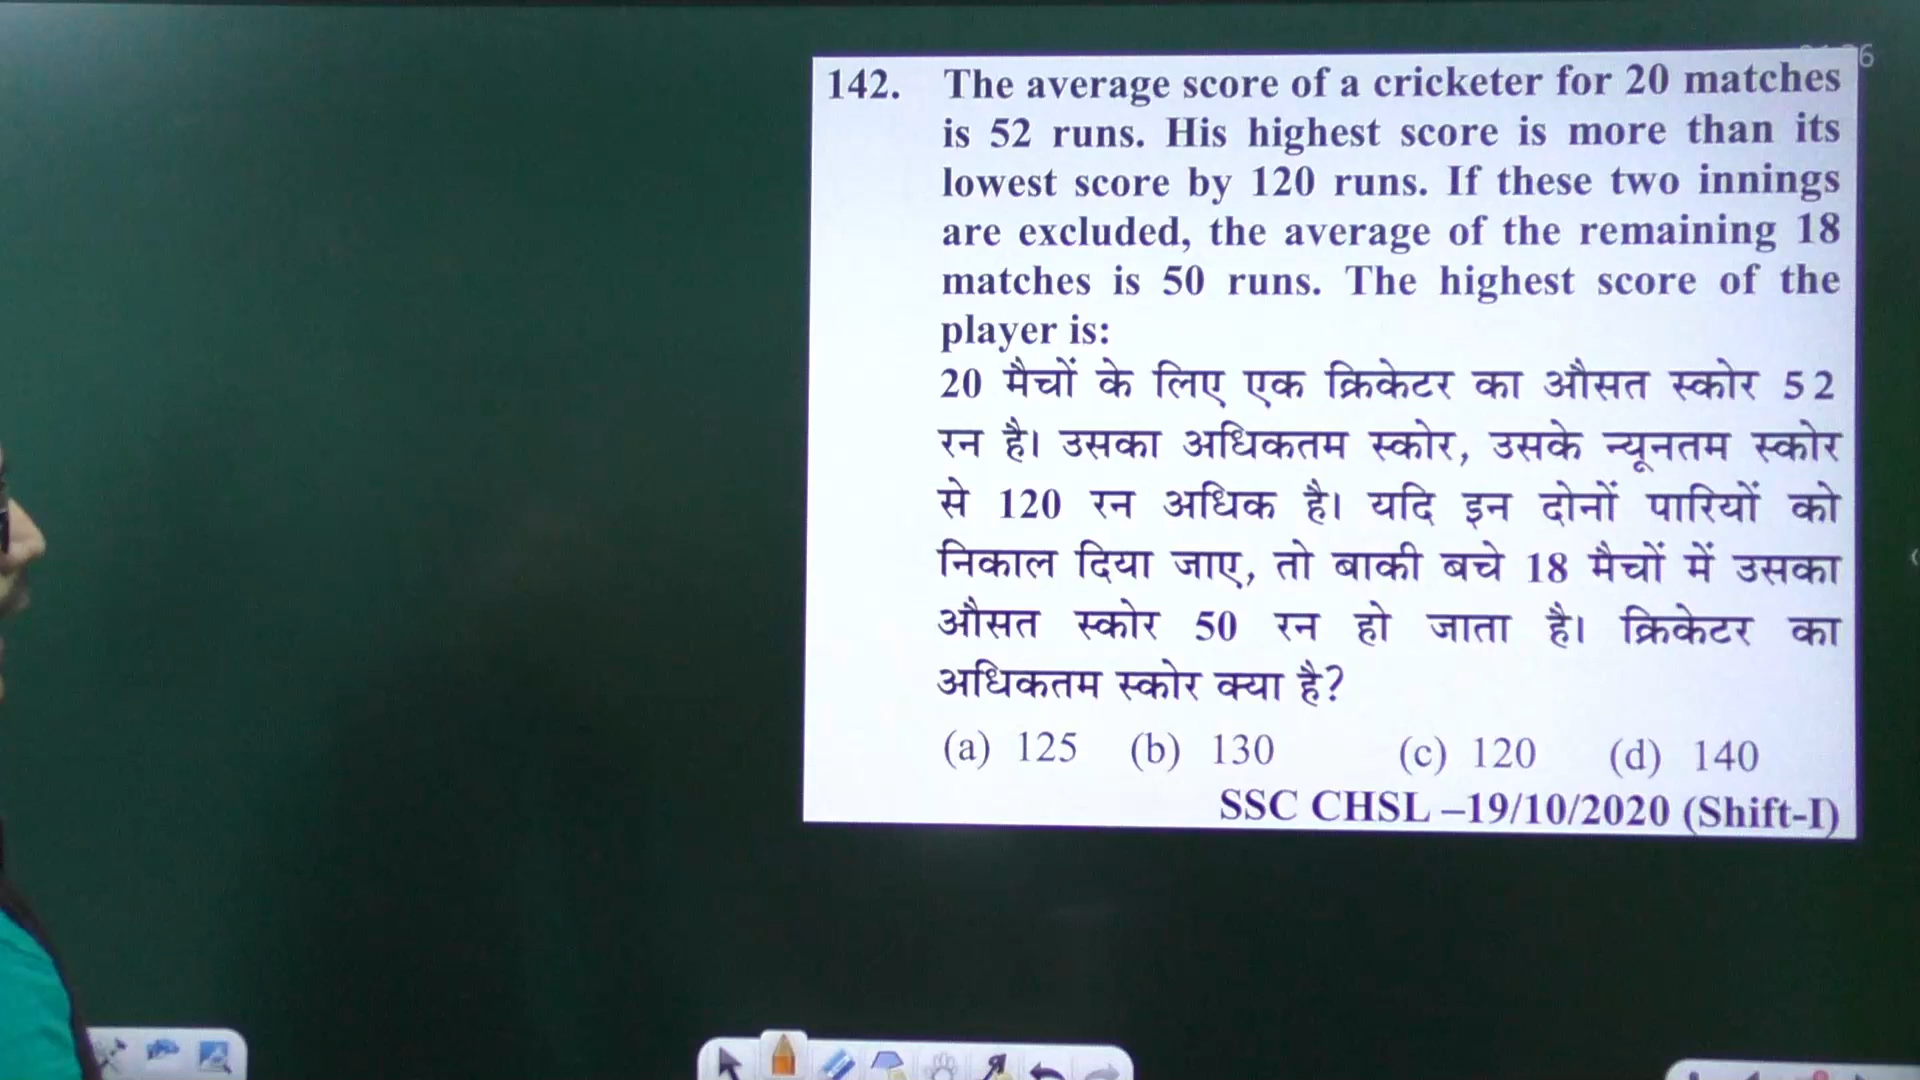 142. The average score of a cricketer for 20 matches
is 52 runs. His highest score is more than its
lowest score by 120 runs. If these two innings
are excluded, the average of the remaining 18
matches is 50 runs. The highest score of the
player is:
20 मैचों के लिए एक क्रिकेटर का औसत स्कोर 52
रन है। उसका अधिकतम स्कोर, उसके न्यूनतम स्कोर
से 120 रन अधिक है। यदि इन दोनों पारियों को
निकाल दिया जाए, तो बाकी बचे 18 मैचों में उसका
औसत स्कोर 50 रन हो जाता है। क्रिकेटर का
अधिकतम स्कोर क्या है?
(a) 125 (b) 130 (c) 120 (d) 140
SSC CHSL –19/10/2020 (Shift-I)